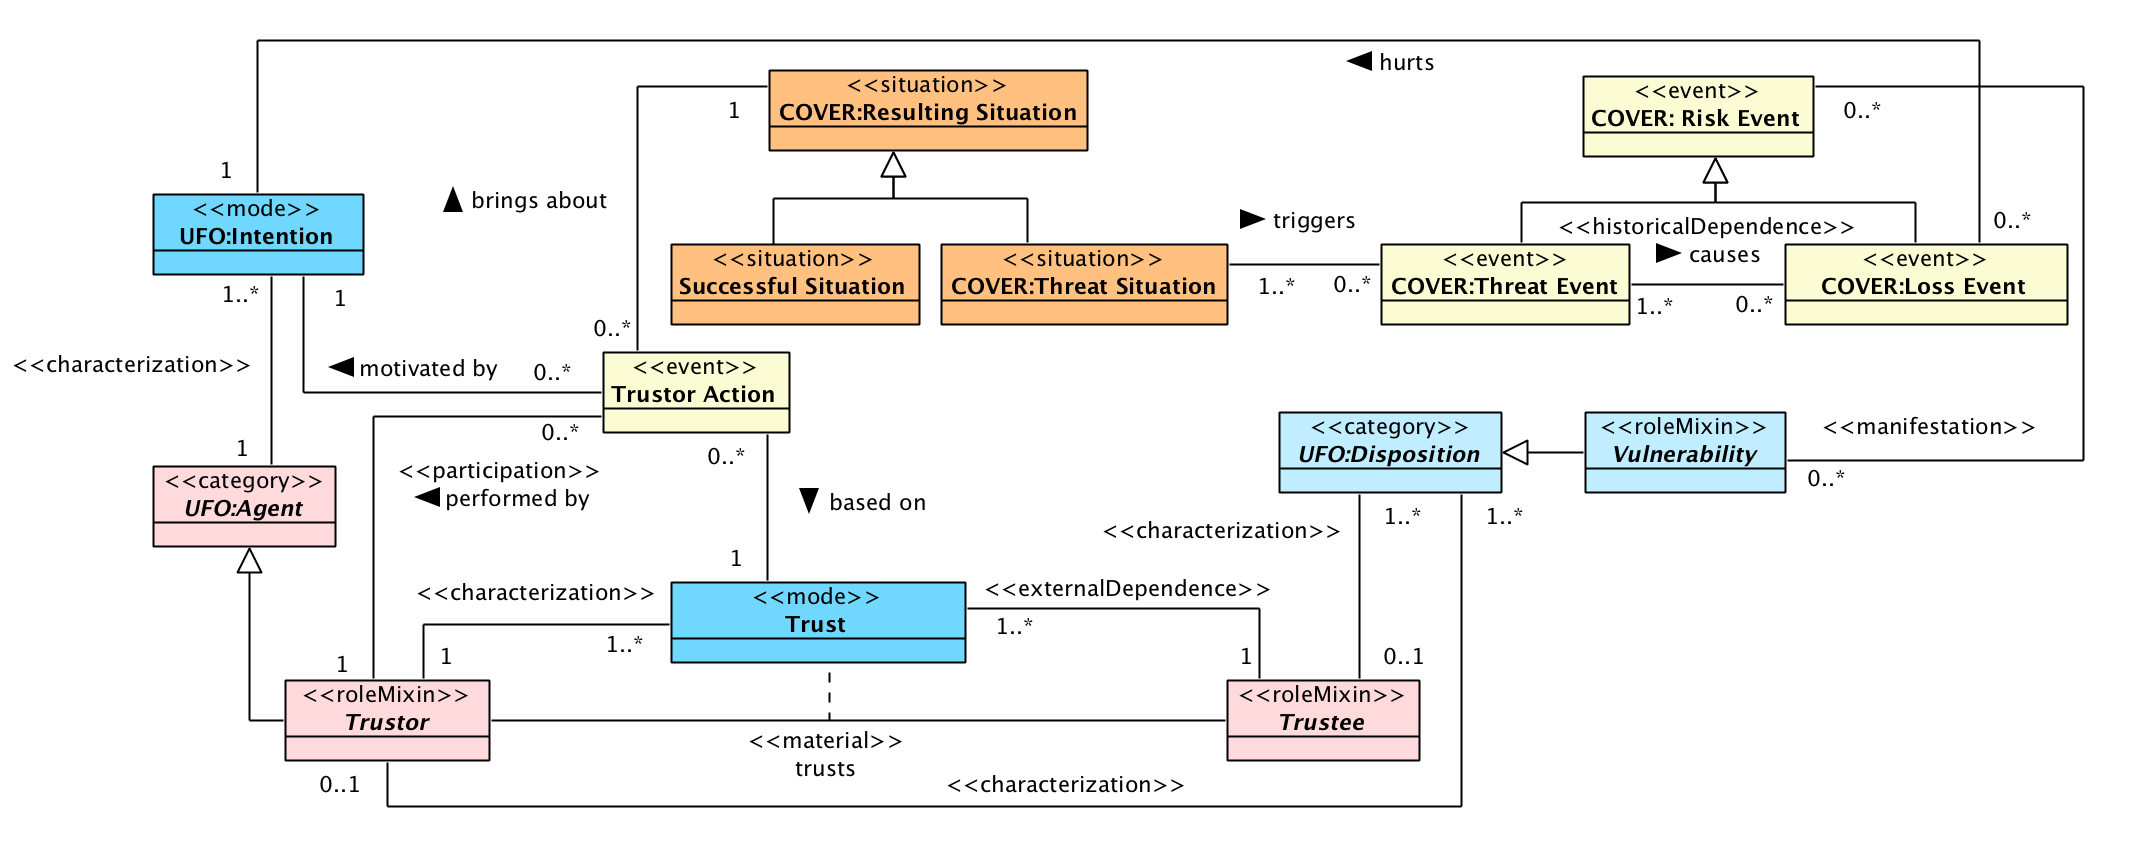 ◄ hurts
<<situation>>
COVER:Resulting Situation
1
<<event>>
COVER: Risk Event
0..*
1
▲ brings about
<<mode>>
UFO:Intention
► triggers
<<historicalDependence>>
► causes
0..*
<<situation>>
Successful Situation
<<situation>>
COVER:Threat Situation
1..*
0..*
<<event>>
COVER:Threat Event
1..*
0..*
<<event>>
COVER:Loss Event
1..*
1
0..*
<<characterization>>
◄ motivated by
0..*
<<event>>
Trustor Action
0..*
0..*
1
<<category>>
UFO:Agent
<<participation>>
◄ performed by
▼ based on
<<category>>
UFO:Disposition
<<roleMixin>>
Vulnerability
<<manifestation>>
0..*
<<characterization>>
1..*
1..*
1
<<characterization>>
1..*
<<mode>>
Trust
<<externalDependence>>
1..*
1
1
1
0..1
<<roleMixin>>
Trustor
<<roleMixin>>
Trustee
<<material>>
trusts
0..1
<<characterization>>